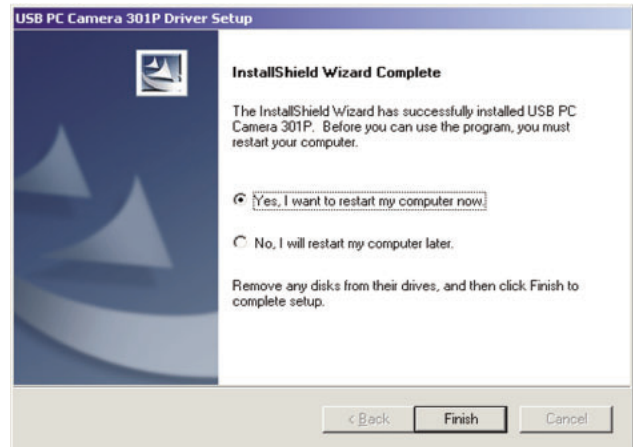 USB PC Camera 301P Driver Setup
InstallShield Wizard Complete
The InstallShield Wizard has successfully installed USB PC
Camera 301P. Before you can use the program, you must
restart your computer.
Yes, I want to restart my computer now.
No, I will restart my computer later.
Remove any disks from their drives, and then click Finish to
complete setup.
< Back Finish Cancel